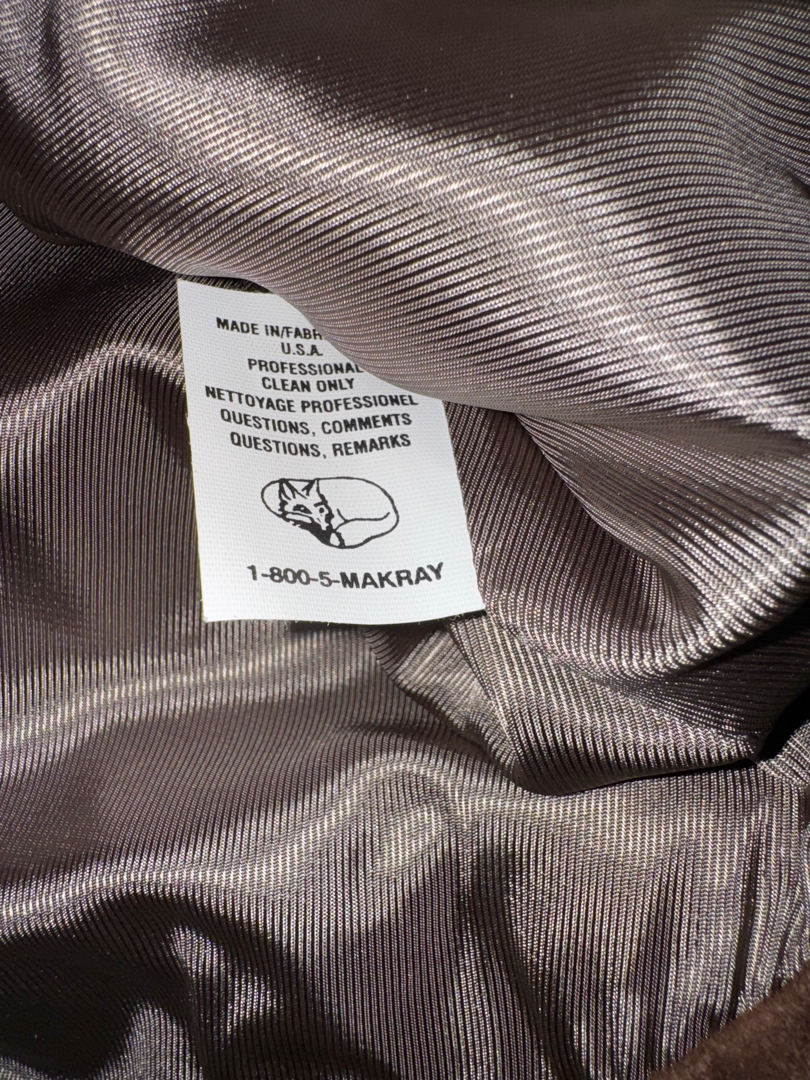 MADE IN/FABR
U.S.A.
PROFESSIONAL
CLEAN ONLY
NETTOYAGE PROFESSIONEL
QUESTIONS, COMMENTS
QUESTIONS, REMARKS
1-800-5-MAKRAY